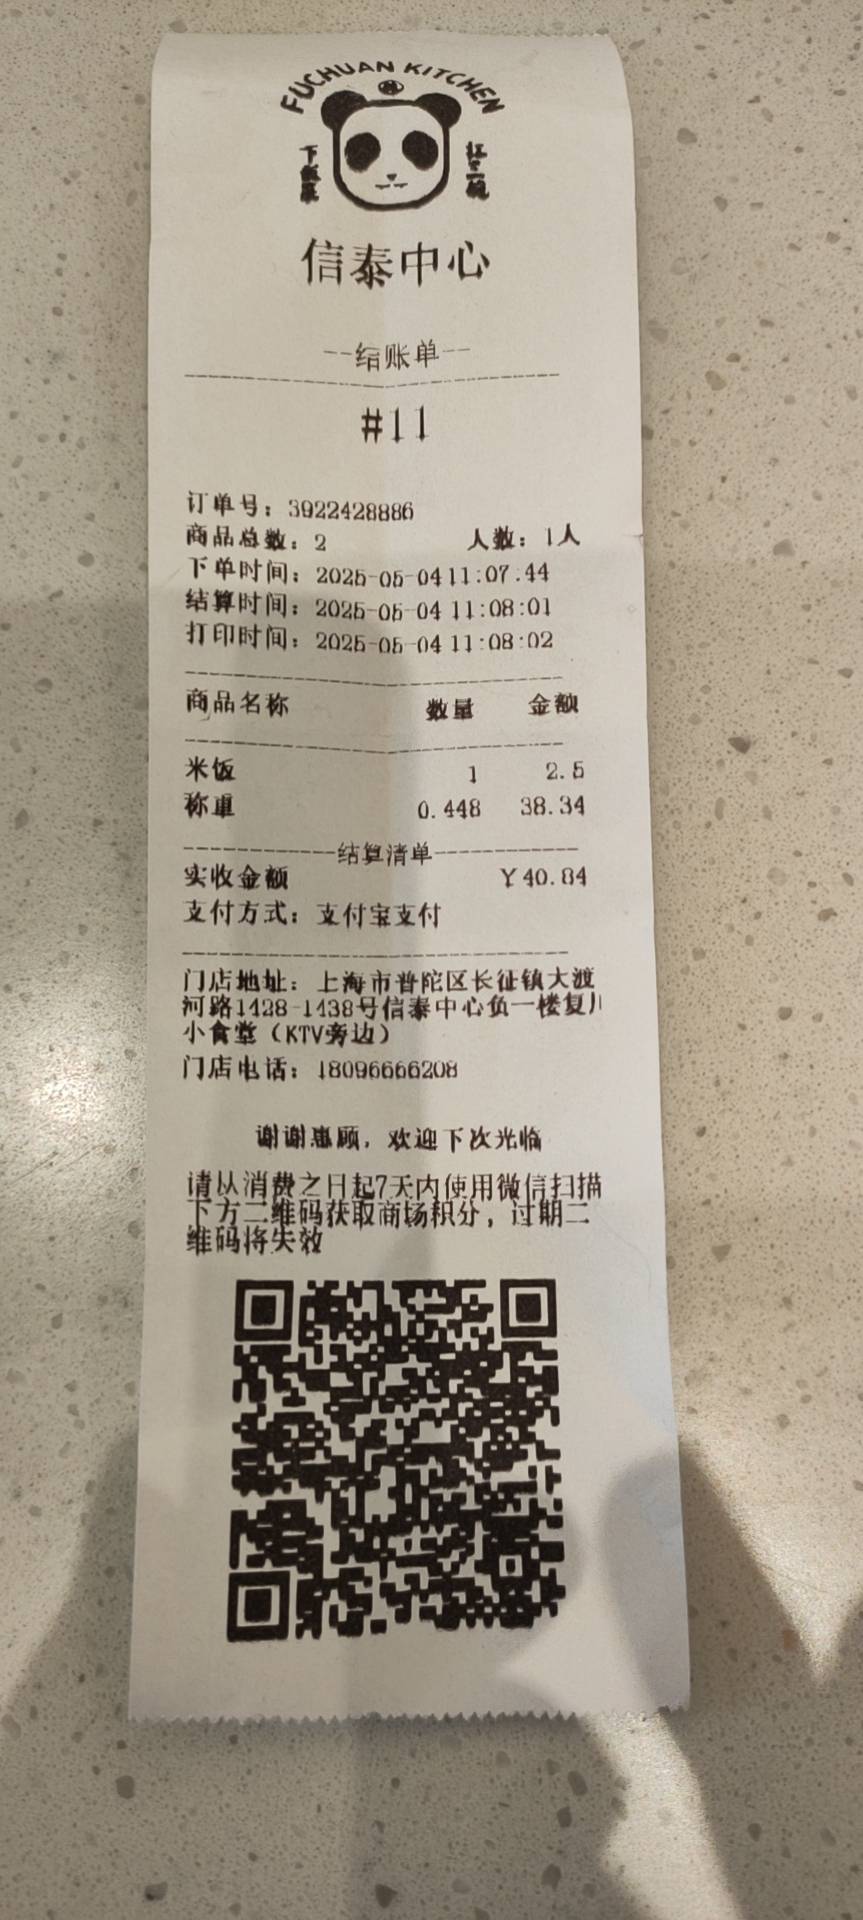 FUCHUAN KITCHEN
下饭菜
扛三碗
信泰中心
--结账单--
#11
订单号：3922428886
商品总数：2 人数：1人
下单时间：2025-05-04 11:07:44
结算时间：2025-05-04 11:08:01
打印时间：2025-05-04 11:08:02
商品名称 数量 金额
米饭 1 2.5
称重 0.448 38.34
结算清单
实收金额 ￥40.84
支付方式：支付宝支付
门店地址：上海市普陀区长征镇大渡
河路1428-1438号信泰中心负一楼复川
小食堂（KTV旁边）
门店电话：18096666208
谢谢惠顾，欢迎下次光临
请从消费之日起7天内使用微信扫描
下方二维码获取商场积分，过期二
维码将失效